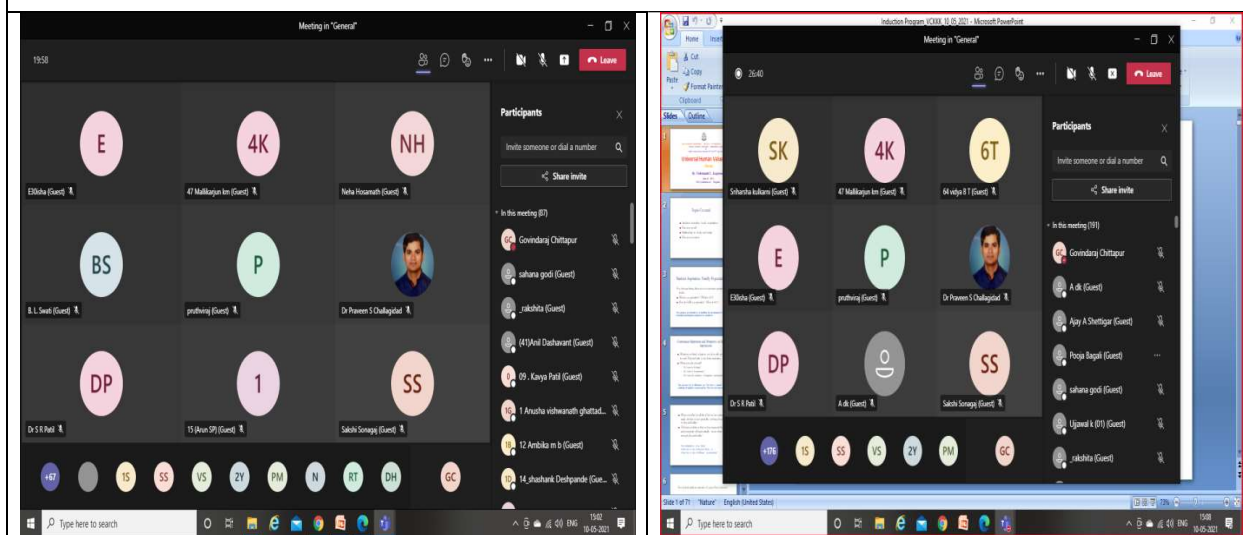 Meeting in "General"
19:58
Leave
E
4K
NH
E30isha (Guest)
47 Mallikarjun km (Guest)
Neha Hosamath (Guest)
BS
P
B. L. Swati (Guest)
pruthviraj (Guest)
Dr Praveen S Challagidad
DP
1
SS
Dr S R Patil
15 (Arun SP) (Guest)
Sakshi Sonagaj (Guest)
+67
1S
SS
VS
2Y
PM
N
RT
DH
GC
Participants
Invite someone or dial a number
Share invite
In this meeting (87)
GC Govindaraj Chittapur
sahana godi (Guest)
_rakshita (Guest)
(41)Anil Dashavant (Guest)
09 . Kavya Patil (Guest)
1 Anusha vishwanath ghattad...
12 Ambika m b (Guest)
14_shashank Deshpande (Gue...
Type here to search
ENG
15:02
10-05-2021
Induction Program_VCKKK_10_05_2021 - Microsoft PowerPoint
Home
Insert
Cut
Copy
Format Painter
Paste
Clipboard
Slides
Outline
Meeting in "General"
26:40
Leave
SK
4K
6T
Sriharsha kulkarni (Guest)
47 Mallikarjun km (Guest)
64 vidya B T (Guest)
E
P
E30isha (Guest)
pruthviraj (Guest)
Dr Praveen S Challagidad
DP
SS
Dr S R Patil
A dk (Guest)
Sakshi Sonagaj (Guest)
+176
1S
SS
VS
2Y
PM
GC
Participants
Invite someone or dial a number
Share invite
In this meeting (191)
GC Govindaraj Chittapur
A dk (Guest)
Ajay A Shettigar (Guest)
Pooja Bagali (Guest)
sahana godi (Guest)
Ujjawal k (01) (Guest)
_rakshita (Guest)
Slide 1 of 71
"Nature"
English (United States)
73%
Type here to search
ENG
15:08
10-05-2021